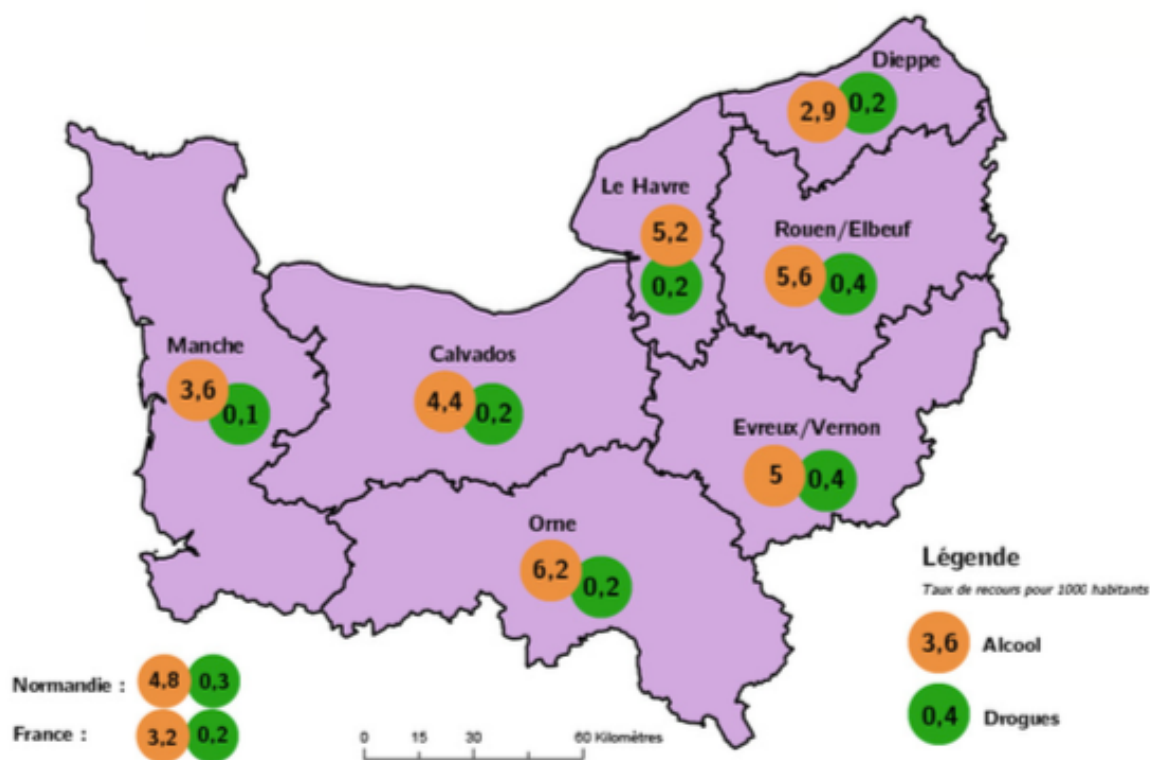 Dieppe
2,9 0,2
Le Havre
5,2
0,2
Rouen/Elbeuf
5,6 0,4
Manche
3,6
0,1
Calvados
4,4 0,2
Evreux/Vernon
5 0,4
Orne
6,2 0,2
Légende
Taux de recours pour 1000 habitants
3,6 Alcool
0,4 Drogues
Normandie : 4,8 0,3
France : 3,2 0,2
0 15 30 60 Kilomètres